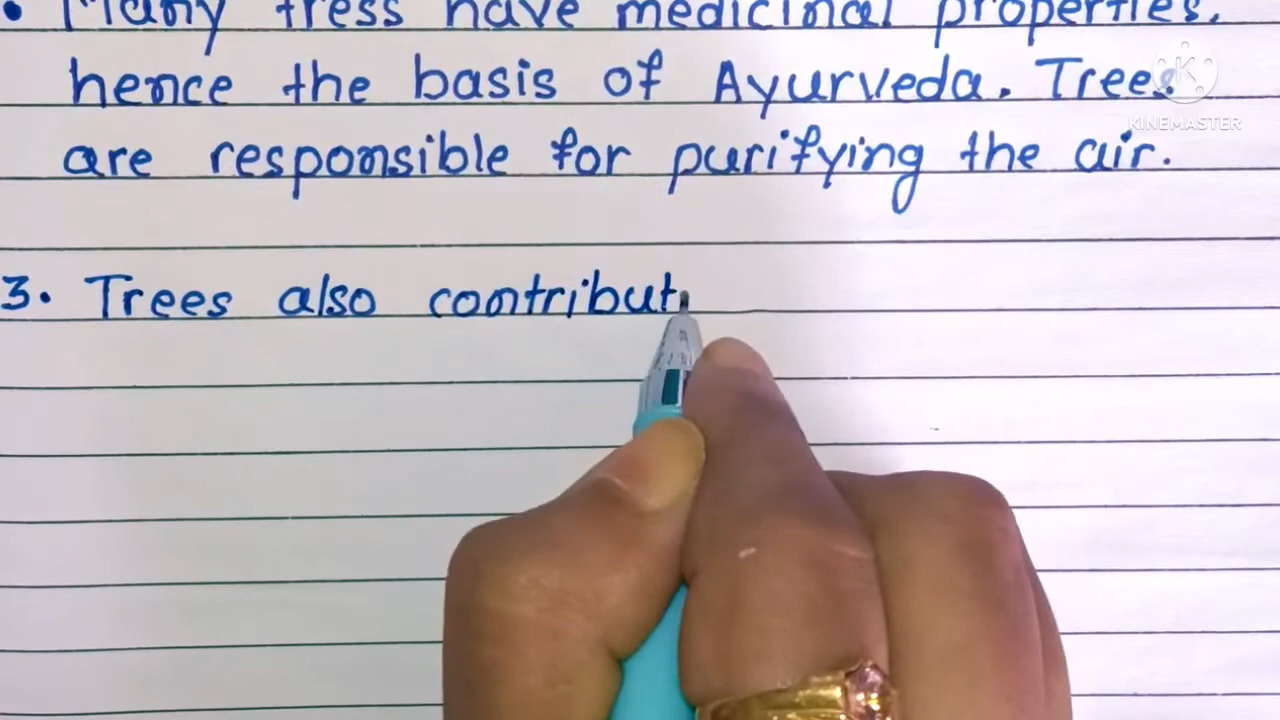 • Many tress have medicinal properties,
hence the basis of Ayurveda. Trees
KINEMASTER
are responsible for purifying the air.
3. Trees also contribut